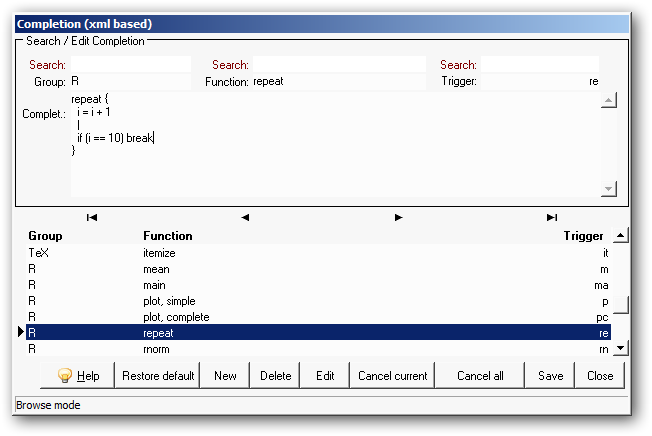 Completion (xml based)
Search / Edit Completion
Search: Search: Search:
Group: R Function: repeat Trigger: re
Complet.: repeat {
i = i + 1
|
if (i == 10) break
}
Group Function Trigger
TeX itemize it
R mean m
R main ma
R plot, simple p
R plot, complete pc
R repeat re
R rnorm rn
Help Restore default New Delete Edit Cancel current Cancel all Save Close
Browse mode